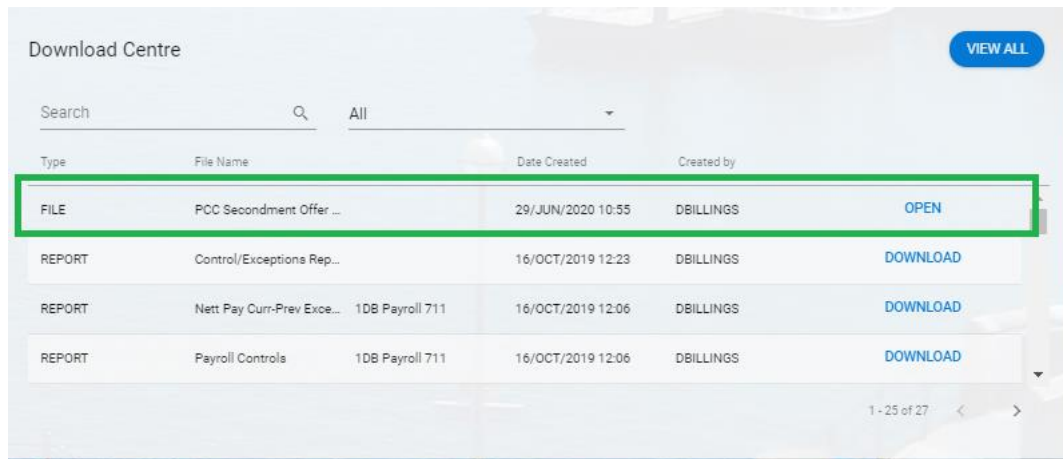 Download Centre VIEW ALL
Search All
Type File Name Date Created Created by
FILE PCC Secondment Offer ... 29/JUN/2020 10:55 DBILLINGS OPEN
REPORT Control/Exceptions Rep... 16/OCT/2019 12:23 DBILLINGS DOWNLOAD
REPORT Nett Pay Curr-Prev Exce... 1DB Payroll 711 16/OCT/2019 12:06 DBILLINGS DOWNLOAD
REPORT Payroll Controls 1DB Payroll 711 16/OCT/2019 12:06 DBILLINGS DOWNLOAD
1 - 25 of 27